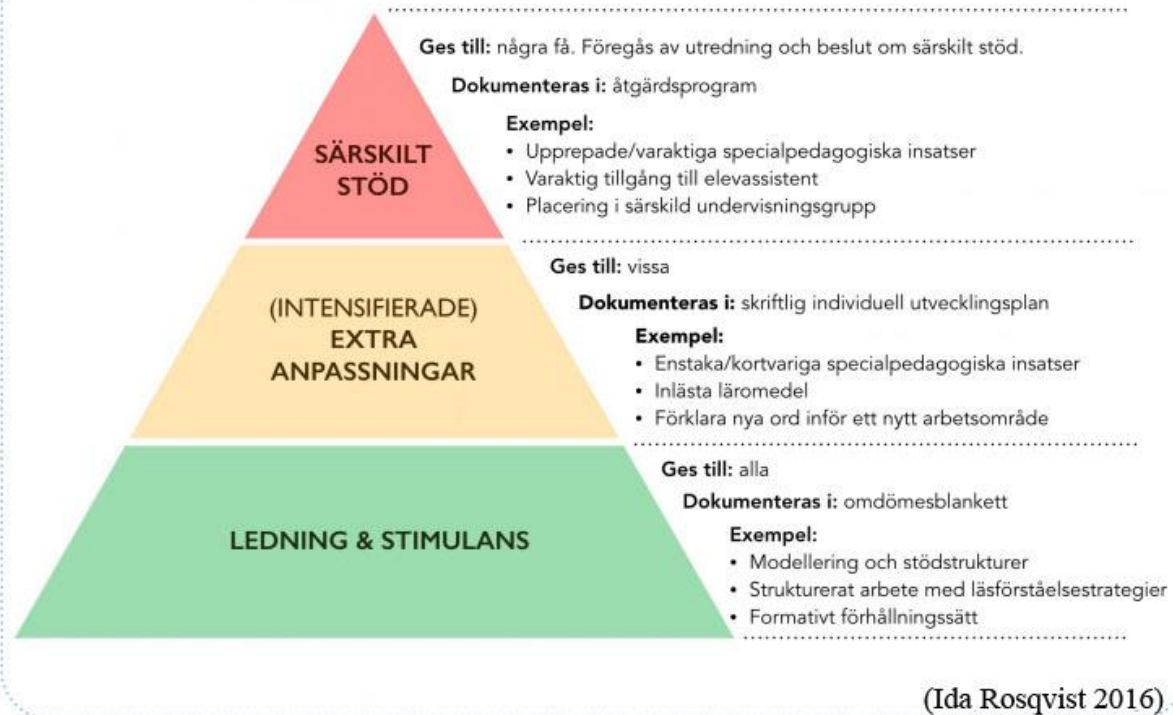 Ges till: några få. Föregås av utredning och beslut om särskilt stöd.
Dokumenteras i: åtgärdsprogram
Exempel:
• Upprepade/varaktiga specialpedagogiska insatser
• Varaktig tillgång till elevassistent
• Placering i särskild undervisningsgrupp
SÄRSKILT
STÖD
Ges till: vissa
Dokumenteras i: skriftlig individuell utvecklingsplan
Exempel:
• Enstaka/kortvariga specialpedagogiska insatser
• Inlästa läromedel
• Förklara nya ord inför ett nytt arbetsområde
(INTENSIFIERADE)
EXTRA
ANPASSNINGAR
Ges till: alla
Dokumenteras i: omdömesblankett
Exempel:
• Modellering och stödstrukturer
• Strukturerat arbete med läsförståelsestrategier
• Formativt förhållningssätt
LEDNING & STIMULANS
(Ida Rosqvist 2016)